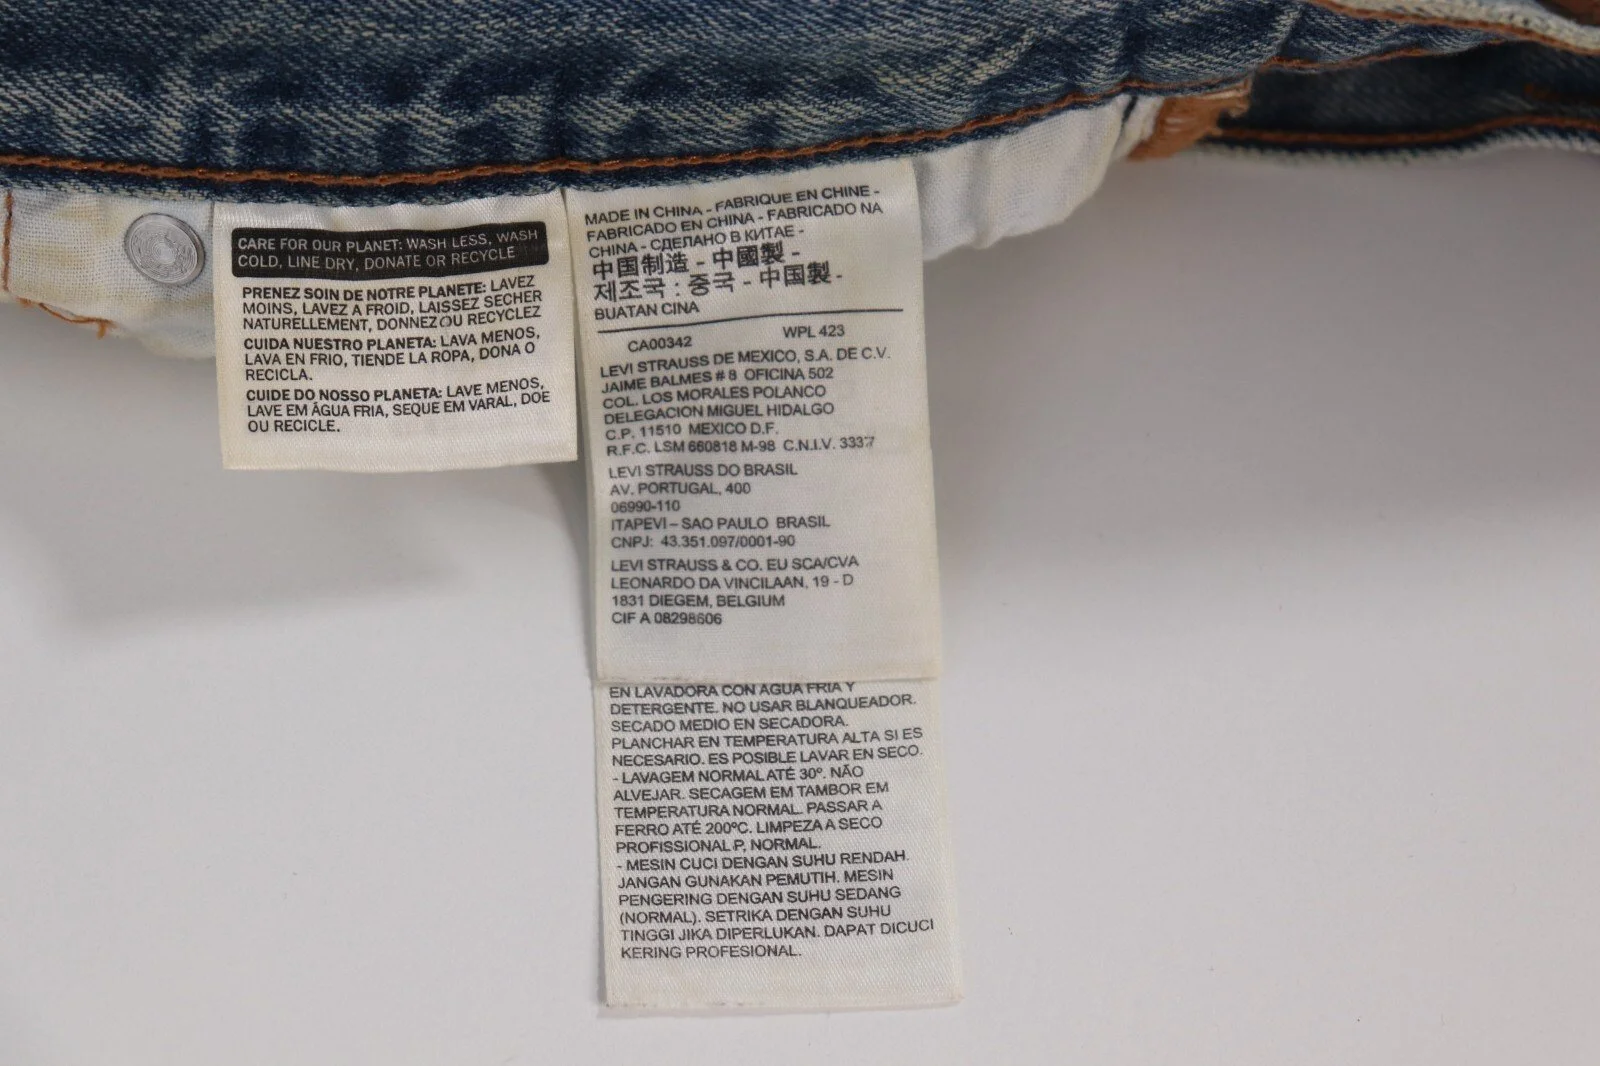 CARE FOR OUR PLANET: WASH LESS, WASH
COLD, LINE DRY, DONATE OR RECYCLE
PRENEZ SOIN DE NOTRE PLANETE: LAVEZ
MOINS, LAVEZ A FROID, LAISSEZ SECHER
NATURELLEMENT, DONNEZ OU RECYCLEZ
CUIDA NUESTRO PLANETA: LAVA MENOS,
LAVA EN FRIO, TIENDE LA ROPA, DONA O
RECICLA.
CUIDE DO NOSSO PLANETA: LAVE MENOS,
LAVE EM ÁGUA FRIA, SEQUE EM VARAL, DOE
OU RECICLE.
MADE IN CHINA - FABRIQUE EN CHINE -
FABRICADO EN CHINA - FABRICADO NA
CHINA - СДЕЛАНО В КИТАЕ -
中国制造 - 中國製 -
제조국 : 중국 - 中国製 -
BUATAN CINA
CA00342 WPL 423
LEVI STRAUSS DE MEXICO, S.A. DE C.V.
JAIME BALMES # 8 OFICINA 502
COL. LOS MORALES POLANCO
DELEGACION MIGUEL HIDALGO
C.P. 11510 MEXICO D.F.
R.F.C. LSM 660818 M-98 C.N.I.V. 3337
LEVI STRAUSS DO BRASIL
AV. PORTUGAL, 400
06990-110
ITAPEVI – SAO PAULO BRASIL
CNPJ: 43.351.097/0001-90
LEVI STRAUSS & CO. EU SCA/CVA
LEONARDO DA VINCILAAN, 19 - D
1831 DIEGEM, BELGIUM
CIF A 08298606
EN LAVADORA CON AGUA FRIA Y
DETERGENTE. NO USAR BLANQUEADOR.
SECADO MEDIO EN SECADORA.
PLANCHAR EN TEMPERATURA ALTA SI ES
NECESARIO. ES POSIBLE LAVAR EN SECO.
- LAVAGEM NORMAL ATÉ 30º. NÃO
ALVEJAR. SECAGEM EM TAMBOR EM
TEMPERATURA NORMAL. PASSAR A
FERRO ATÉ 200ºC. LIMPEZA A SECO
PROFISSIONAL P, NORMAL.
- MESIN CUCI DENGAN SUHU RENDAH.
JANGAN GUNAKAN PEMUTIH. MESIN
PENGERING DENGAN SUHU SEDANG
(NORMAL). SETRIKA DENGAN SUHU
TINGGI JIKA DIPERLUKAN. DAPAT DICUCI
KERING PROFESIONAL.